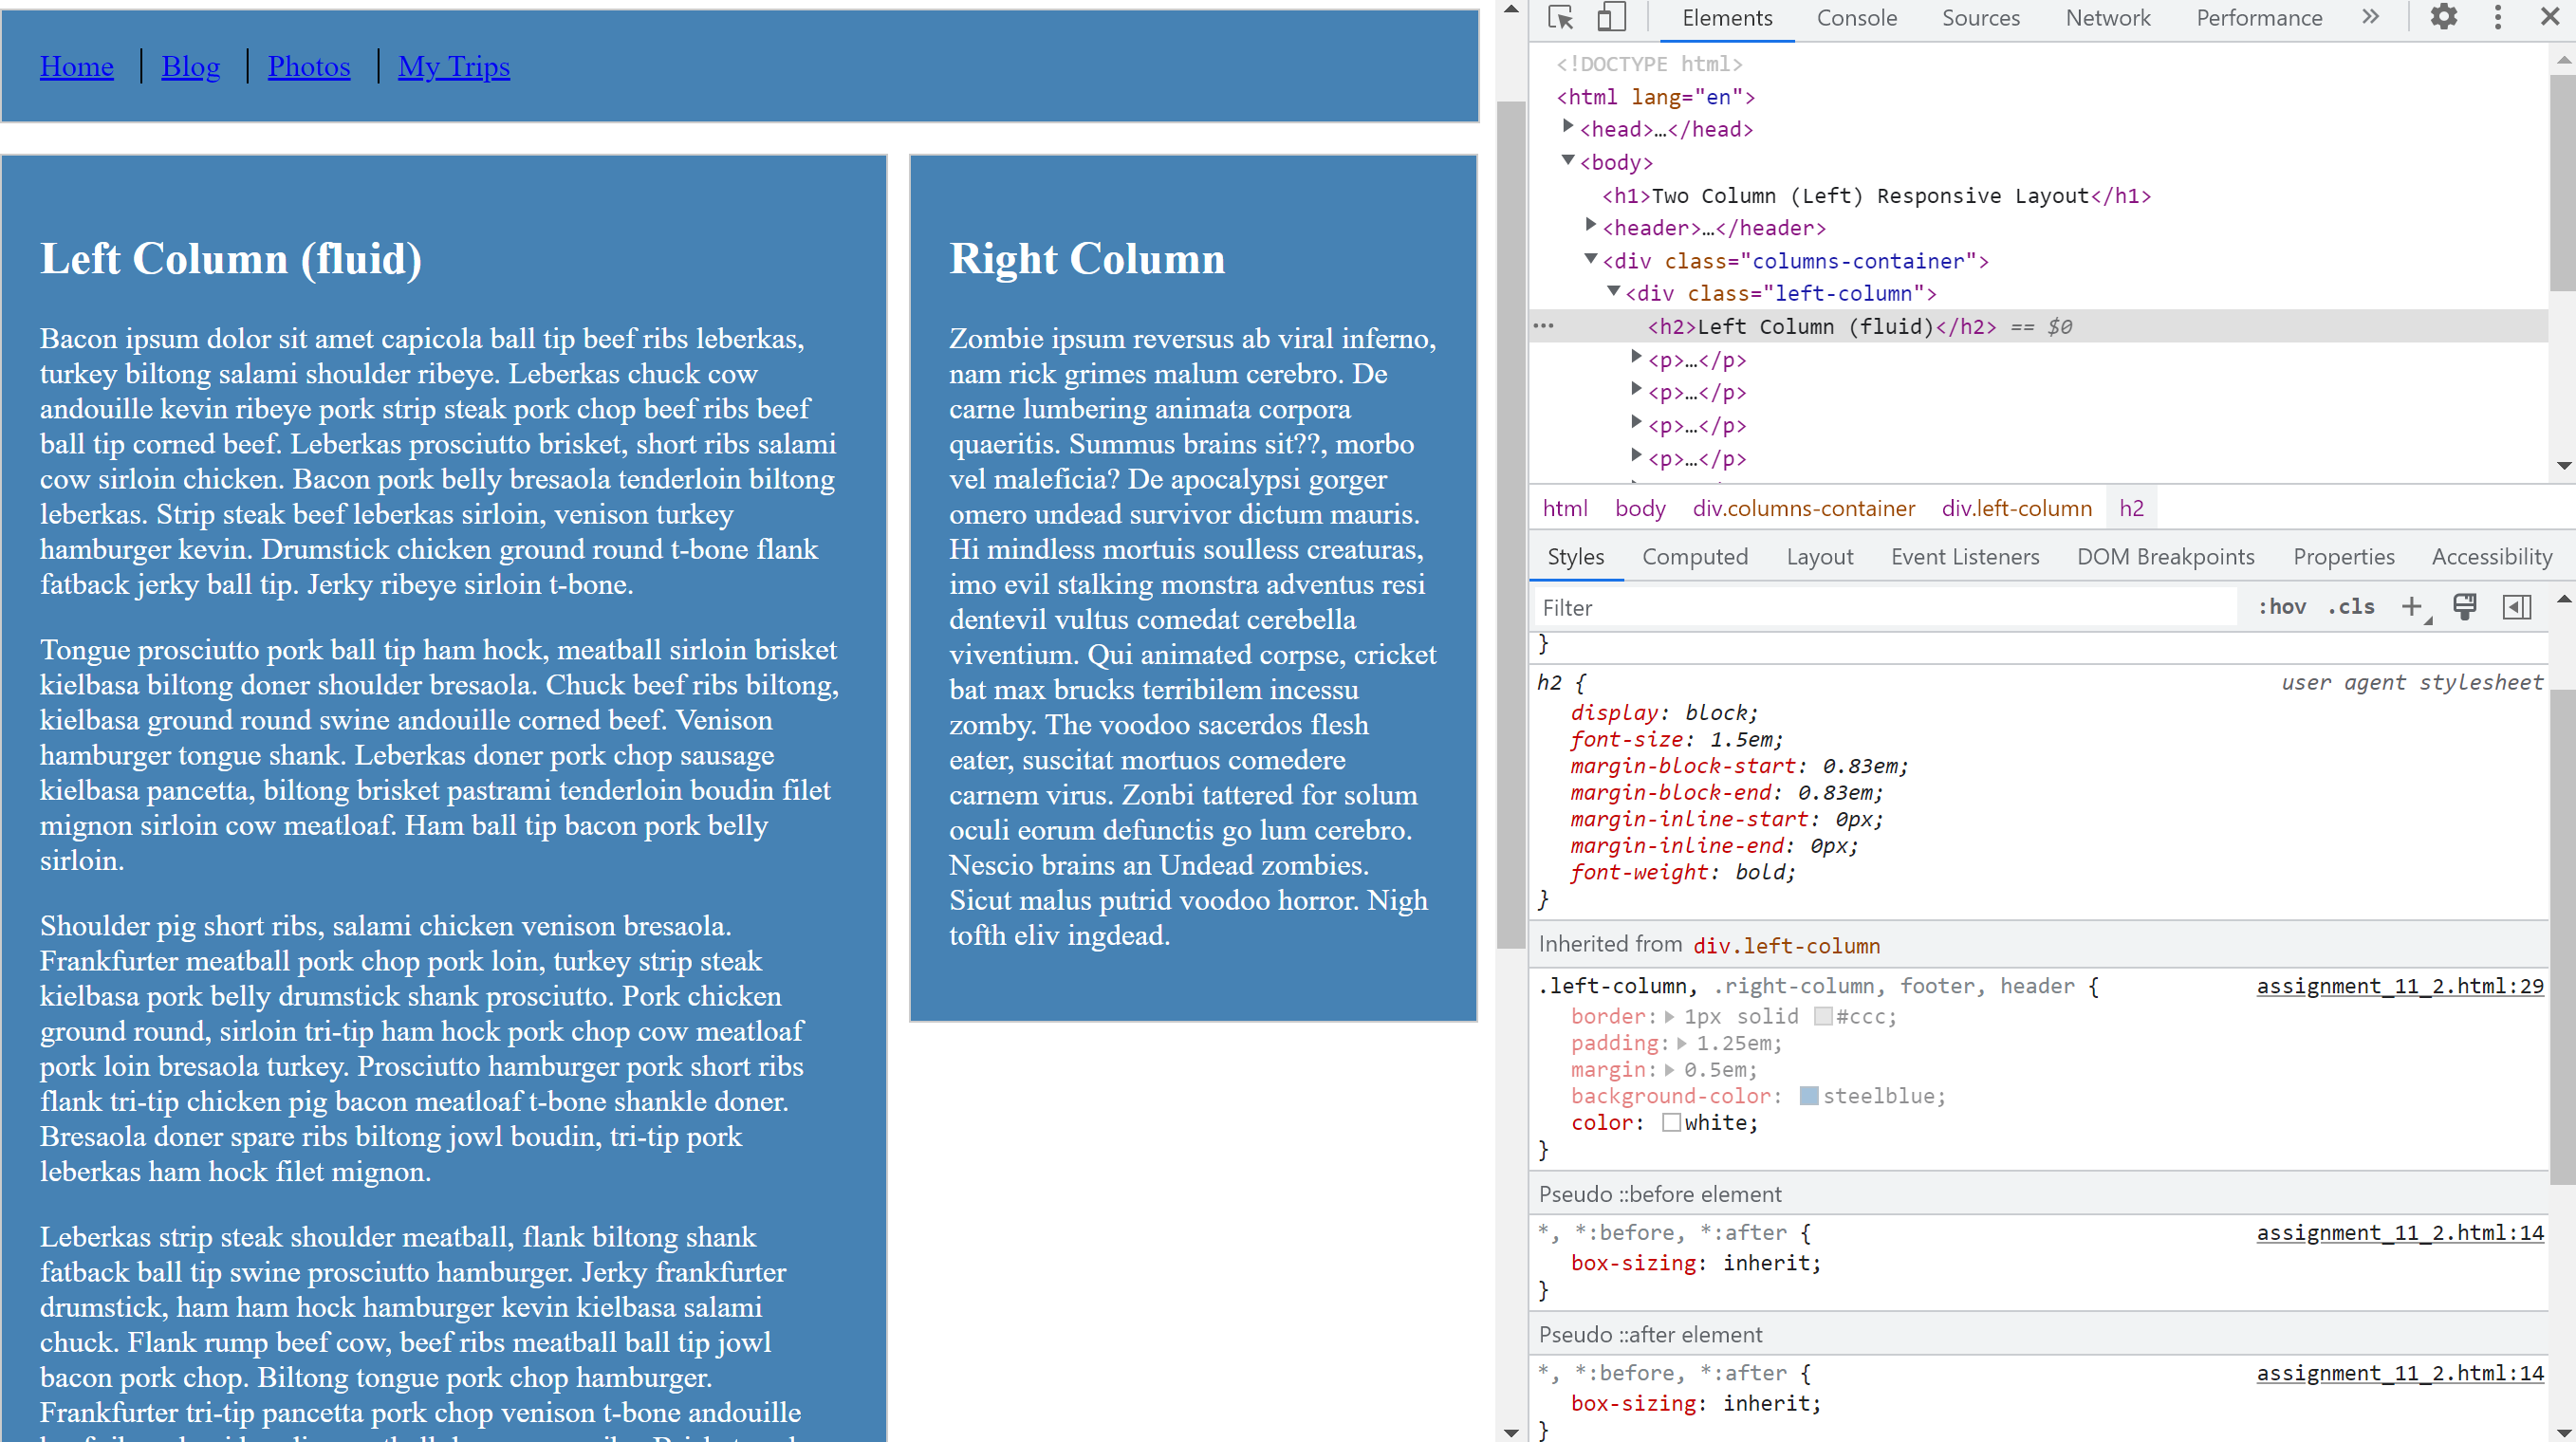 Home
Blog
Photos
My Trips
Left Column (fluid)
Bacon ipsum dolor sit amet capicola ball tip beef ribs leberkas,
turkey biltong salami shoulder ribeye. Leberkas chuck cow
andouille kevin ribeye pork strip steak pork chop beef ribs beef
ball tip corned beef. Leberkas prosciutto brisket, short ribs salami
cow sirloin chicken. Bacon pork belly bresaola tenderloin biltong
leberkas. Strip steak beef leberkas sirloin, venison turkey
hamburger kevin. Drumstick chicken ground round t-bone flank
fatback jerky ball tip. Jerky ribeye sirloin t-bone.
Tongue prosciutto pork ball tip ham hock, meatball sirloin brisket
kielbasa biltong doner shoulder bresaola. Chuck beef ribs biltong,
kielbasa ground round swine andouille corned beef. Venison
hamburger tongue shank. Leberkas doner pork chop sausage
kielbasa pancetta, biltong brisket pastrami tenderloin boudin filet
mignon sirloin cow meatloaf. Ham ball tip bacon pork belly
sirloin.
Shoulder pig short ribs, salami chicken venison bresaola.
Frankfurter meatball pork chop pork loin, turkey strip steak
kielbasa pork belly drumstick shank prosciutto. Pork chicken
ground round, sirloin tri-tip ham hock pork chop cow meatloaf
pork loin bresaola turkey. Prosciutto hamburger pork short ribs
flank tri-tip chicken pig bacon meatloaf t-bone shankle doner.
Bresaola doner spare ribs biltong jowl boudin, tri-tip pork
leberkas ham hock filet mignon.
Leberkas strip steak shoulder meatball, flank biltong shank
fatback ball tip swine prosciutto hamburger. Jerky frankfurter
drumstick, ham ham hock hamburger kevin kielbasa salami
chuck. Flank rump beef cow, beef ribs meatball ball tip jowl
bacon pork chop. Biltong tongue pork chop hamburger.
Frankfurter tri-tip pancetta pork chop venison t-bone andouille
Right Column
Zombie ipsum reversus ab viral inferno,
nam rick grimes malum cerebro. De
carne lumbering animata corpora
quaeritis. Summus brains sit??, morbo
vel maleficia? De apocalypsi gorger
omero undead survivor dictum mauris.
Hi mindless mortuis soulless creaturas,
imo evil stalking monstra adventus resi
dentevil vultus comedat cerebella
viventium. Qui animated corpse, cricket
bat max brucks terribilem incessu
zomby. The voodoo sacerdos flesh
eater, suscitat mortuos comedere
carnem virus. Zonbi tattered for solum
oculi eorum defunctis go lum cerebro.
Nescio brains an Undead zombies.
Sicut malus putrid voodoo horror. Nigh
tofth eliv ingdead.
Elements Console Sources Network Performance »
<!DOCTYPE html>
<html lang="en">
<head>…</head>
<body>
<h1>Two Column (Left) Responsive Layout</h1>
<header>…</header>
<div class="columns-container">
<div class="left-column">
… <h2>Left Column (fluid)</h2> == $0
<p>…</p>
<p>…</p>
<p>…</p>
<p>…</p>
html body div.columns-container div.left-column h2
Styles Computed Layout Event Listeners DOM Breakpoints Properties Accessibility
Filter :hov .cls +
}
h2 { user agent stylesheet
display: block;
font-size: 1.5em;
margin-block-start: 0.83em;
margin-block-end: 0.83em;
margin-inline-start: 0px;
margin-inline-end: 0px;
font-weight: bold;
}
Inherited from div.left-column
.left-column, .right-column, footer, header { assignment_11_2.html:29
border: 1px solid #ccc;
padding: 1.25em;
margin: 0.5em;
background-color: steelblue;
color: white;
}
Pseudo ::before element
*, *:before, *:after { assignment_11_2.html:14
box-sizing: inherit;
}
Pseudo ::after element
*, *:before, *:after { assignment_11_2.html:14
box-sizing: inherit;
}